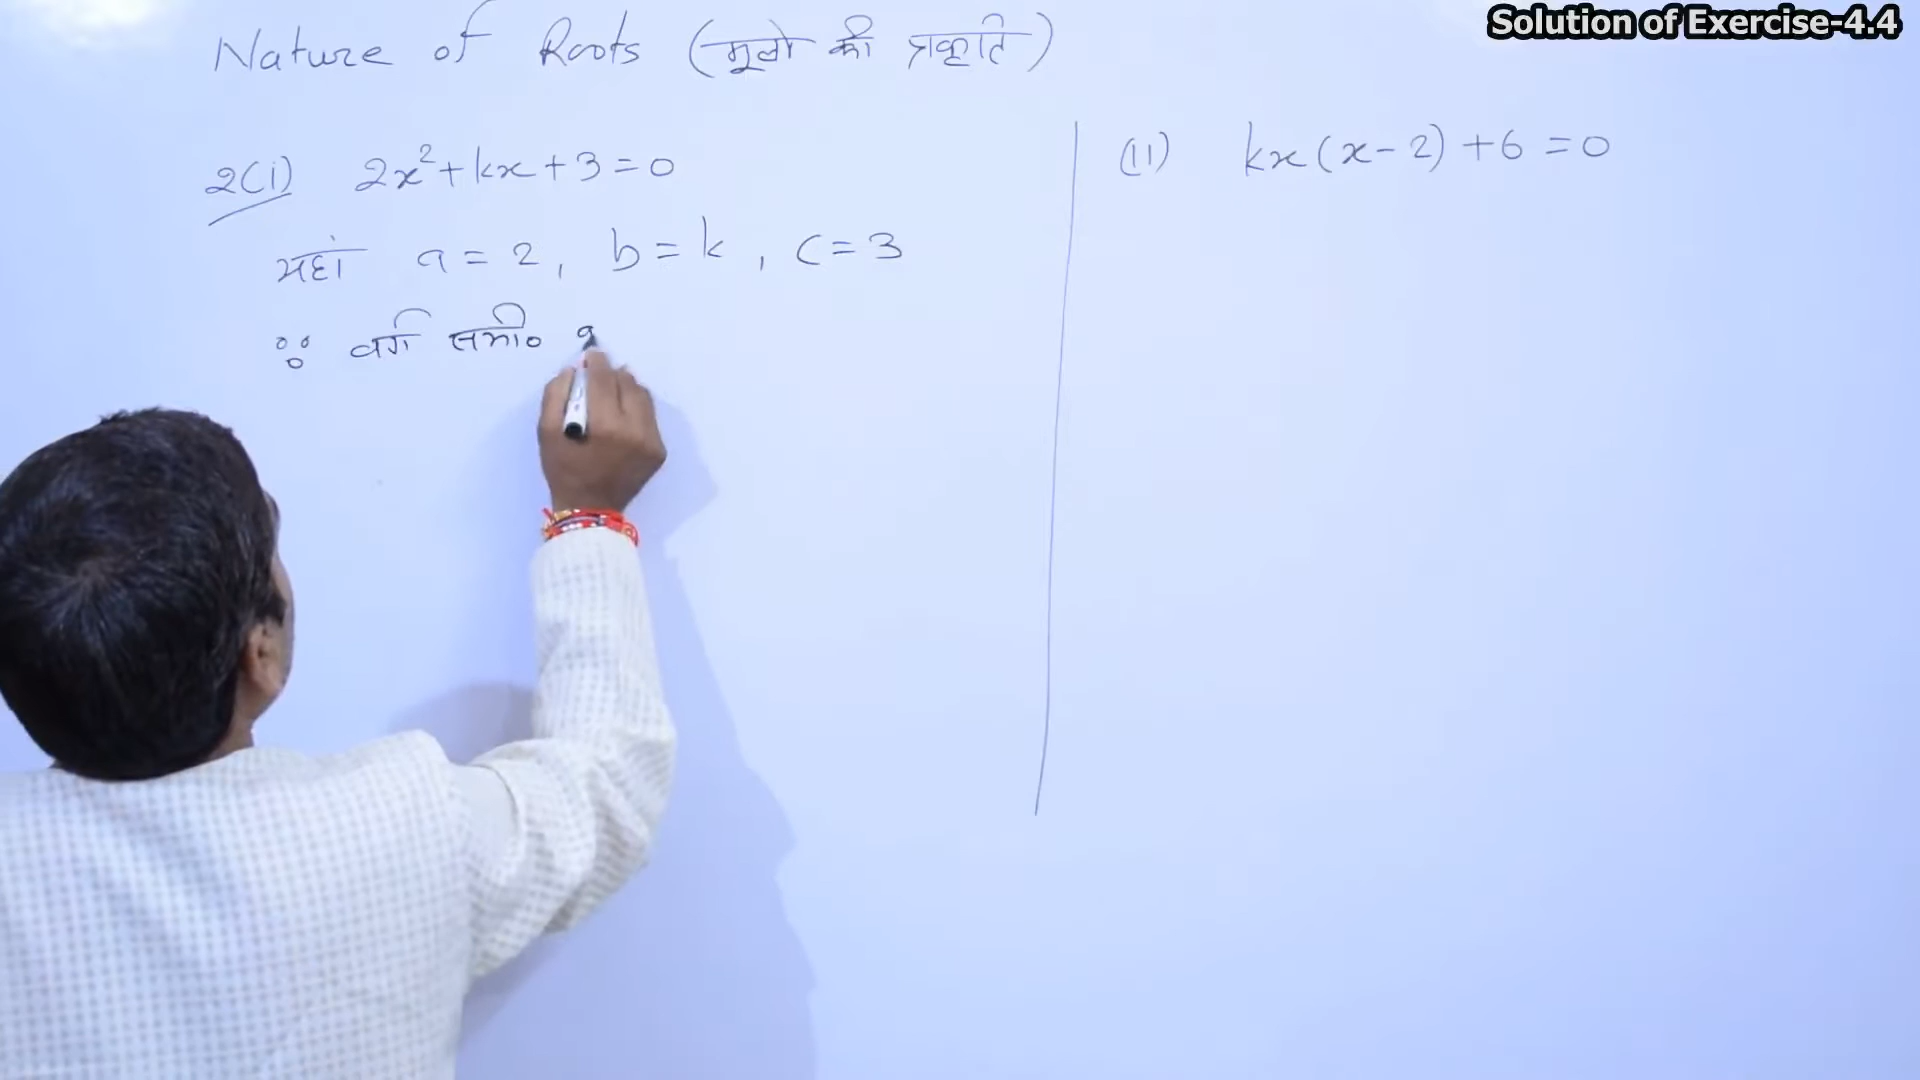 Solution of Exercise-4.4
Nature of Roots (मूलों की प्रकृति)
2(i) 2x²+kx+3=0
यहां a=2, b=k, c=3
∵ वर्ग समी०
(ii) kx(x-2)+6=0